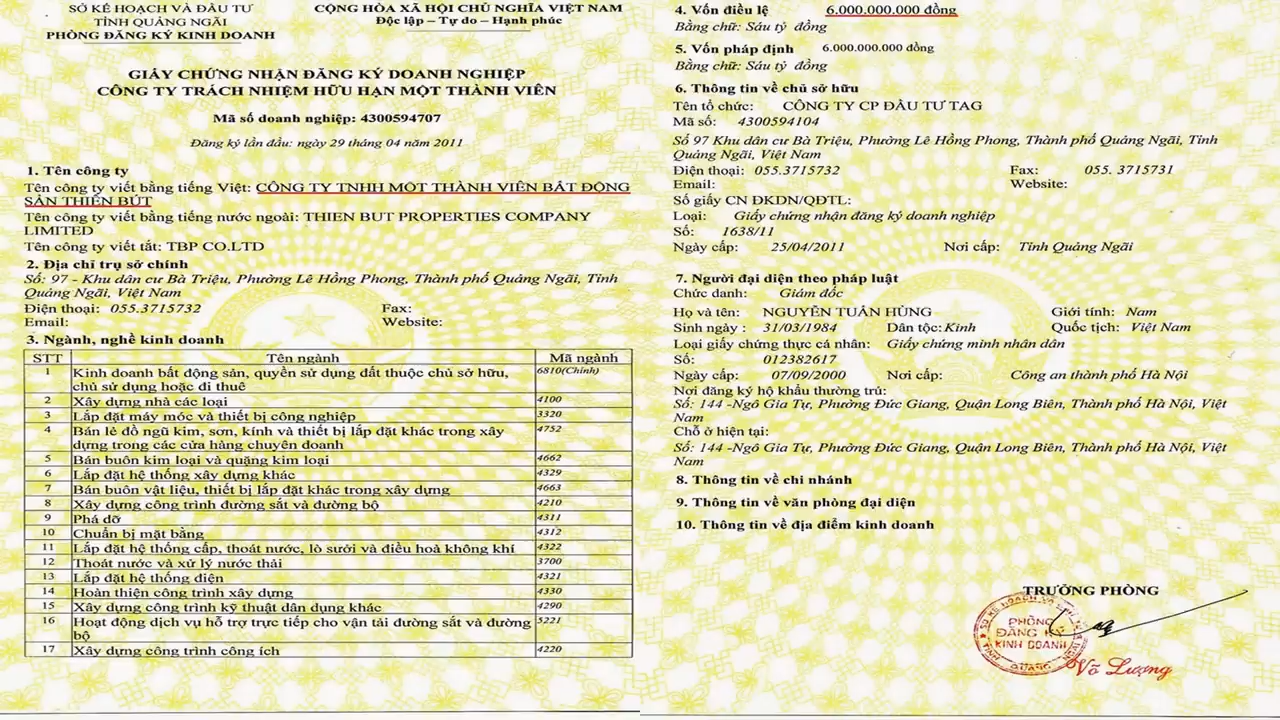 SỞ KẾ HOẠCH VÀ ĐẦU TƯ
TỈNH QUẢNG NGÃI
PHÒNG ĐĂNG KÝ KINH DOANH
CỘNG HÒA XÃ HỘI CHỦ NGHĨA VIỆT NAM
Độc lập – Tự do – Hạnh phúc
GIẤY CHỨNG NHẬN ĐĂNG KÝ DOANH NGHIỆP
CÔNG TY TRÁCH NHIỆM HỮU HẠN MỘT THÀNH VIÊN
Mã số doanh nghiệp: 4300594707
Đăng ký lần đầu: ngày 29 tháng 04 năm 2011
1. Tên công ty
Tên công ty viết bằng tiếng Việt: CÔNG TY TNHH MỘT THÀNH VIÊN BẤT ĐỘNG
SẢN THIÊN BÚT
Tên công ty viết bằng tiếng nước ngoài: THIEN BUT PROPERTIES COMPANY
LIMITED
Tên công ty viết tắt: TBP CO.LTD
2. Địa chỉ trụ sở chính
Số: 97 - Khu dân cư Bà Triệu, Phường Lê Hồng Phong, Thành phố Quảng Ngãi, Tỉnh
Quảng Ngãi, Việt Nam
Điện thoại: 055.3715732 Fax:
Email: Website:
3. Ngành, nghề kinh doanh
STT Tên ngành Mã ngành
1 Kinh doanh bất động sản, quyền sử dụng đất thuộc chủ sở hữu, 6810(Chính)
chủ sử dụng hoặc đi thuê
2 Xây dựng nhà các loại 4100
3 Lắp đặt máy móc và thiết bị công nghiệp 3320
4 Bán lẻ đồ ngũ kim, sơn, kính và thiết bị lắp đặt khác trong xây 4752
dựng trong các cửa hàng chuyên doanh
5 Bán buôn kim loại và quặng kim loại 4662
6 Lắp đặt hệ thống xây dựng khác 4329
7 Bán buôn vật liệu, thiết bị lắp đặt khác trong xây dựng 4663
8 Xây dựng công trình đường sắt và đường bộ 4210
9 Phá dỡ 4311
10 Chuẩn bị mặt bằng 4312
11 Lắp đặt hệ thống cấp, thoát nước, lò sưởi và điều hoà không khí 4322
12 Thoát nước và xử lý nước thải 3700
13 Lắp đặt hệ thống điện 4321
14 Hoàn thiện công trình xây dựng 4330
15 Xây dựng công trình kỹ thuật dân dụng khác 4290
16 Hoạt động dịch vụ hỗ trợ trực tiếp cho vận tải đường sắt và đường 5221
bộ
17 Xây dựng công trình công ích 4220
4. Vốn điều lệ 6.000.000.000 đồng
Bằng chữ: Sáu tỷ đồng
5. Vốn pháp định 6.000.000.000 đồng
Bằng chữ: Sáu tỷ đồng
6. Thông tin về chủ sở hữu
Tên tổ chức: CÔNG TY CP ĐẦU TƯ TAG
Mã số: 4300594104
Số 97 Khu dân cư Bà Triệu, Phường Lê Hồng Phong, Thành phố Quảng Ngãi, Tỉnh
Quảng Ngãi, Việt Nam
Điện thoại: 055.3715732 Fax: 055. 3715731
Email: Website:
Số giấy CN ĐKDN/QĐTL:
Loại: Giấy chứng nhận đăng ký doanh nghiệp
Số: 1638/11
Ngày cấp: 25/04/2011 Nơi cấp: Tỉnh Quảng Ngãi
7. Người đại diện theo pháp luật
Chức danh: Giám đốc
Họ và tên: NGUYỄN TUẤN HÙNG Giới tính: Nam
Sinh ngày : 31/03/1984 Dân tộc: Kinh Quốc tịch: Việt Nam
Loại giấy chứng thực cá nhân: Giấy chứng minh nhân dân
Số: 012382617
Ngày cấp: 07/09/2000 Nơi cấp: Công an thành phố Hà Nội
Nơi đăng ký hộ khẩu thường trú:
Số: 144 -Ngô Gia Tự, Phường Đức Giang, Quận Long Biên, Thành phố Hà Nội, Việt
Nam
Chỗ ở hiện tại:
Số: 144 -Ngô Gia Tự, Phường Đức Giang, Quận Long Biên, Thành phố Hà Nội, Việt
Nam
8. Thông tin về chi nhánh
9. Thông tin về văn phòng đại diện
10. Thông tin về địa điểm kinh doanh
TRƯỞNG PHÒNG
PHÒNG
ĐĂNG KÝ
KINH DOANH
Võ Lượng